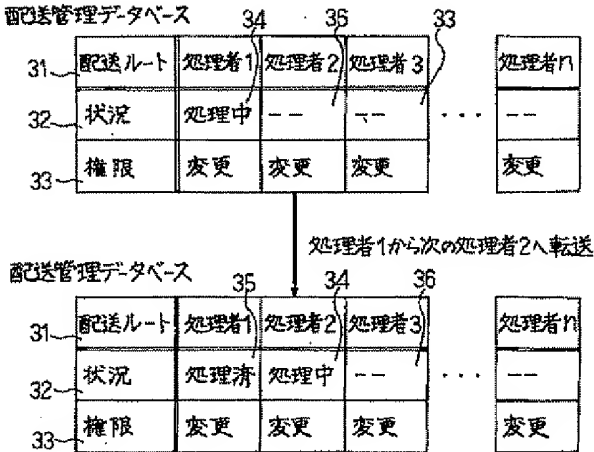 配送管理データベース
34 35 33
31 配送ルート 処理者1 処理者2 処理者3 処理者n
32 状況 処理中 -- -- ・・・ --
33 権限 変更 変更 変更 変更
処理者1から次の処理者2へ転送
配送管理データベース
35 34 36
31 配送ルート 処理者1 処理者2 処理者3 処理者n
32 状況 処理済 処理中 -- ・・・ --
33 権限 変更 変更 変更 変更